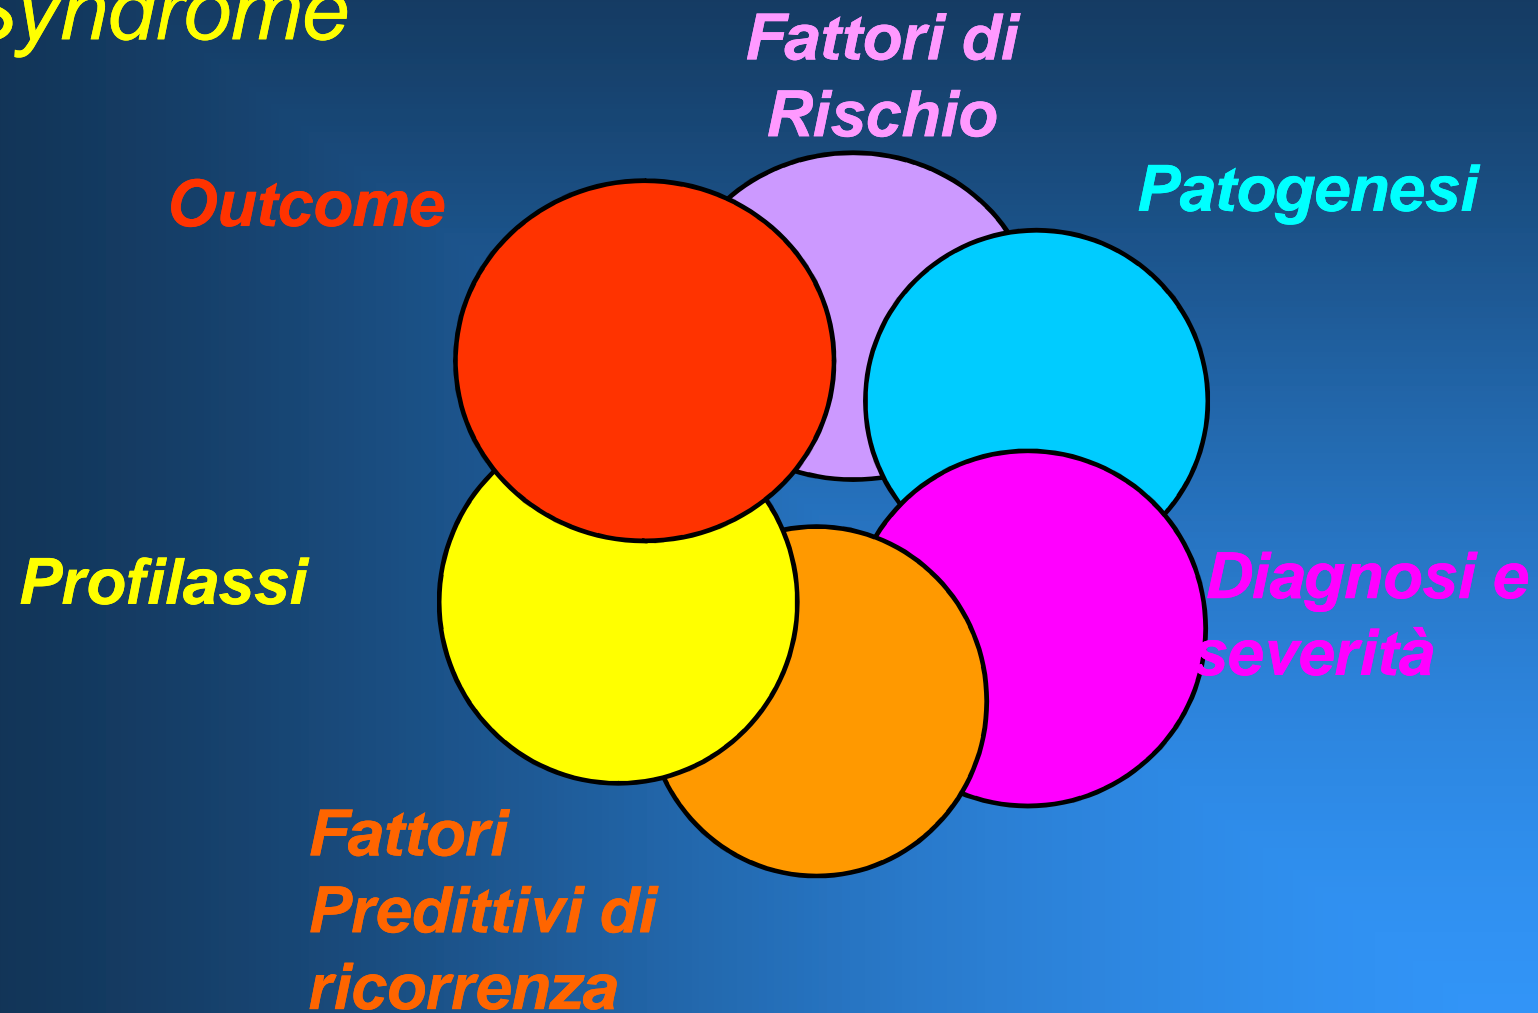 Syndrome
Fattori di
Rischio
Outcome
Patogenesi
Profilassi
Diagnosi e
severità
Fattori
Predittivi di
ricorrenza